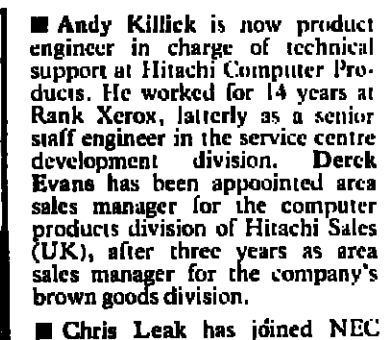 ■ Andy Killick is now product
engineer in charge of technical
support at Hitachi Computer Pro-
ducts. He worked for 14 years at
Rank Xerox, latterly as a senior
staff engineer in the service centre
development division. Derek
Evans has been appointed area
sales manager for the computer
products division of Hitachi Sales
(UK), after three years as area
sales manager for the company's
brown goods division.
■ Chris Leak has joined NEC